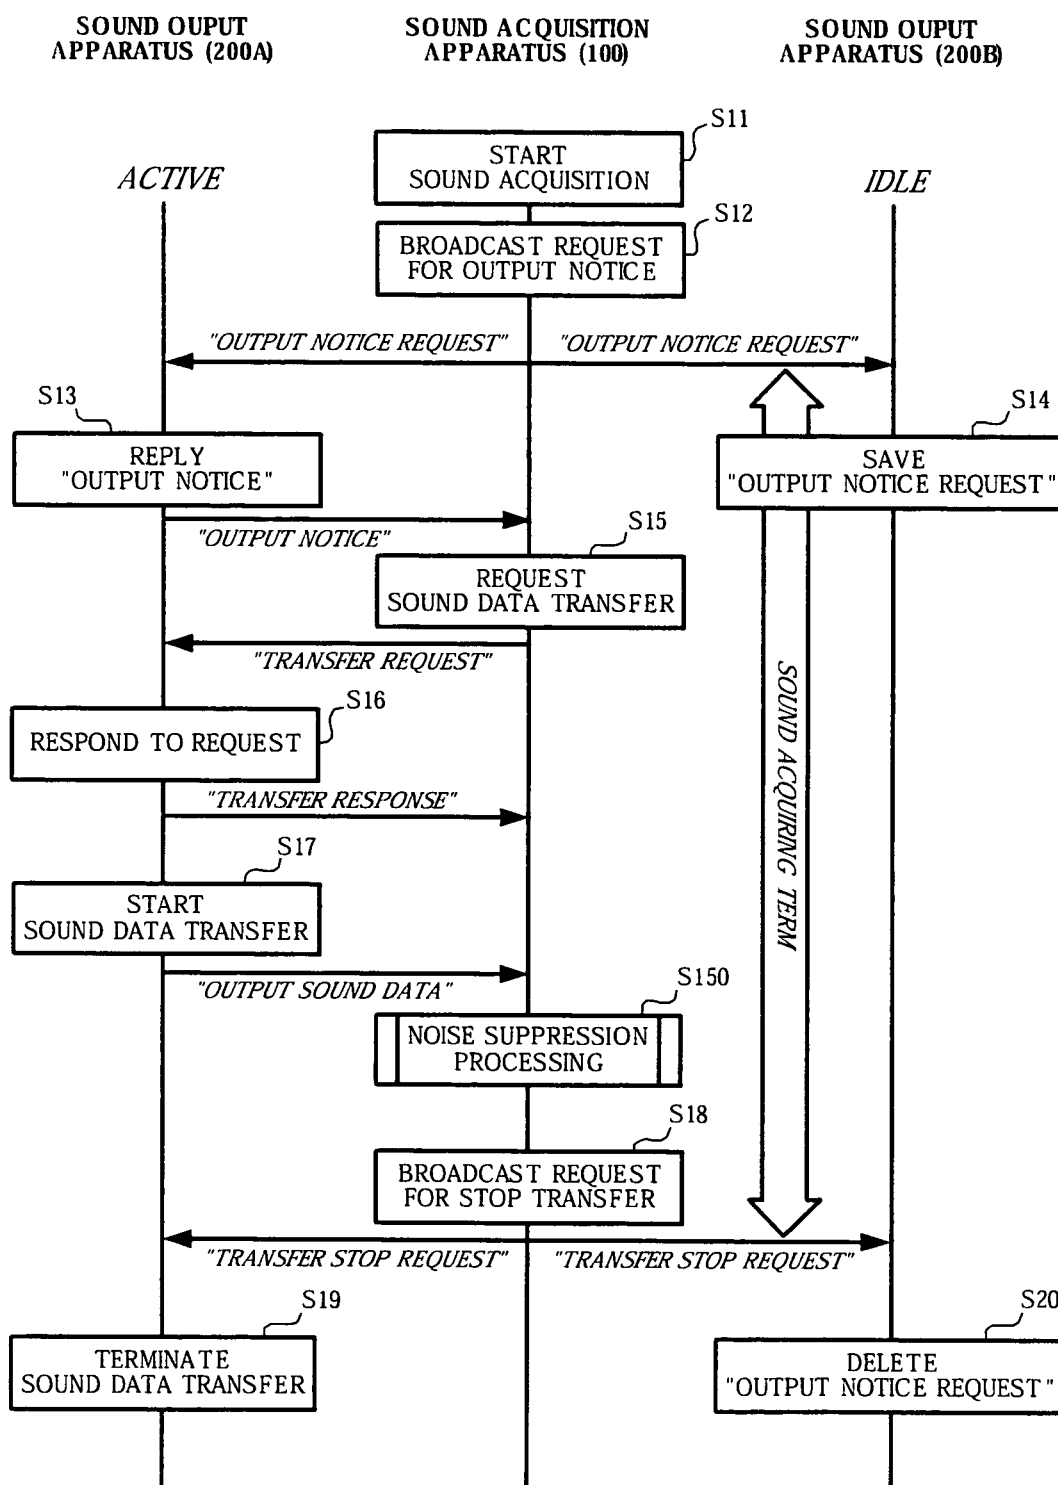 SOUND OUPUT
APPARATUS (200A)
SOUND ACQUISITION
APPARATUS (100)
SOUND OUPUT
APPARATUS (200B)
S11
START
SOUND ACQUISITION
ACTIVE
IDLE
S12
BROADCAST REQUEST
FOR OUTPUT NOTICE
"OUTPUT NOTICE REQUEST"
"OUTPUT NOTICE REQUEST"
S13
REPLY
"OUTPUT NOTICE"
S14
SAVE
"OUTPUT NOTICE REQUEST"
"OUTPUT NOTICE"
S15
REQUEST
SOUND DATA TRANSFER
"TRANSFER REQUEST"
SOUND ACQUIRING TERM
S16
RESPOND TO REQUEST
"TRANSFER RESPONSE"
S17
START
SOUND DATA TRANSFER
"OUTPUT SOUND DATA"
S150
NOISE SUPPRESSION
PROCESSING
S18
BROADCAST REQUEST
FOR STOP TRANSFER
"TRANSFER STOP REQUEST"
"TRANSFER STOP REQUEST"
S19
TERMINATE
SOUND DATA TRANSFER
S20
DELETE
"OUTPUT NOTICE REQUEST"